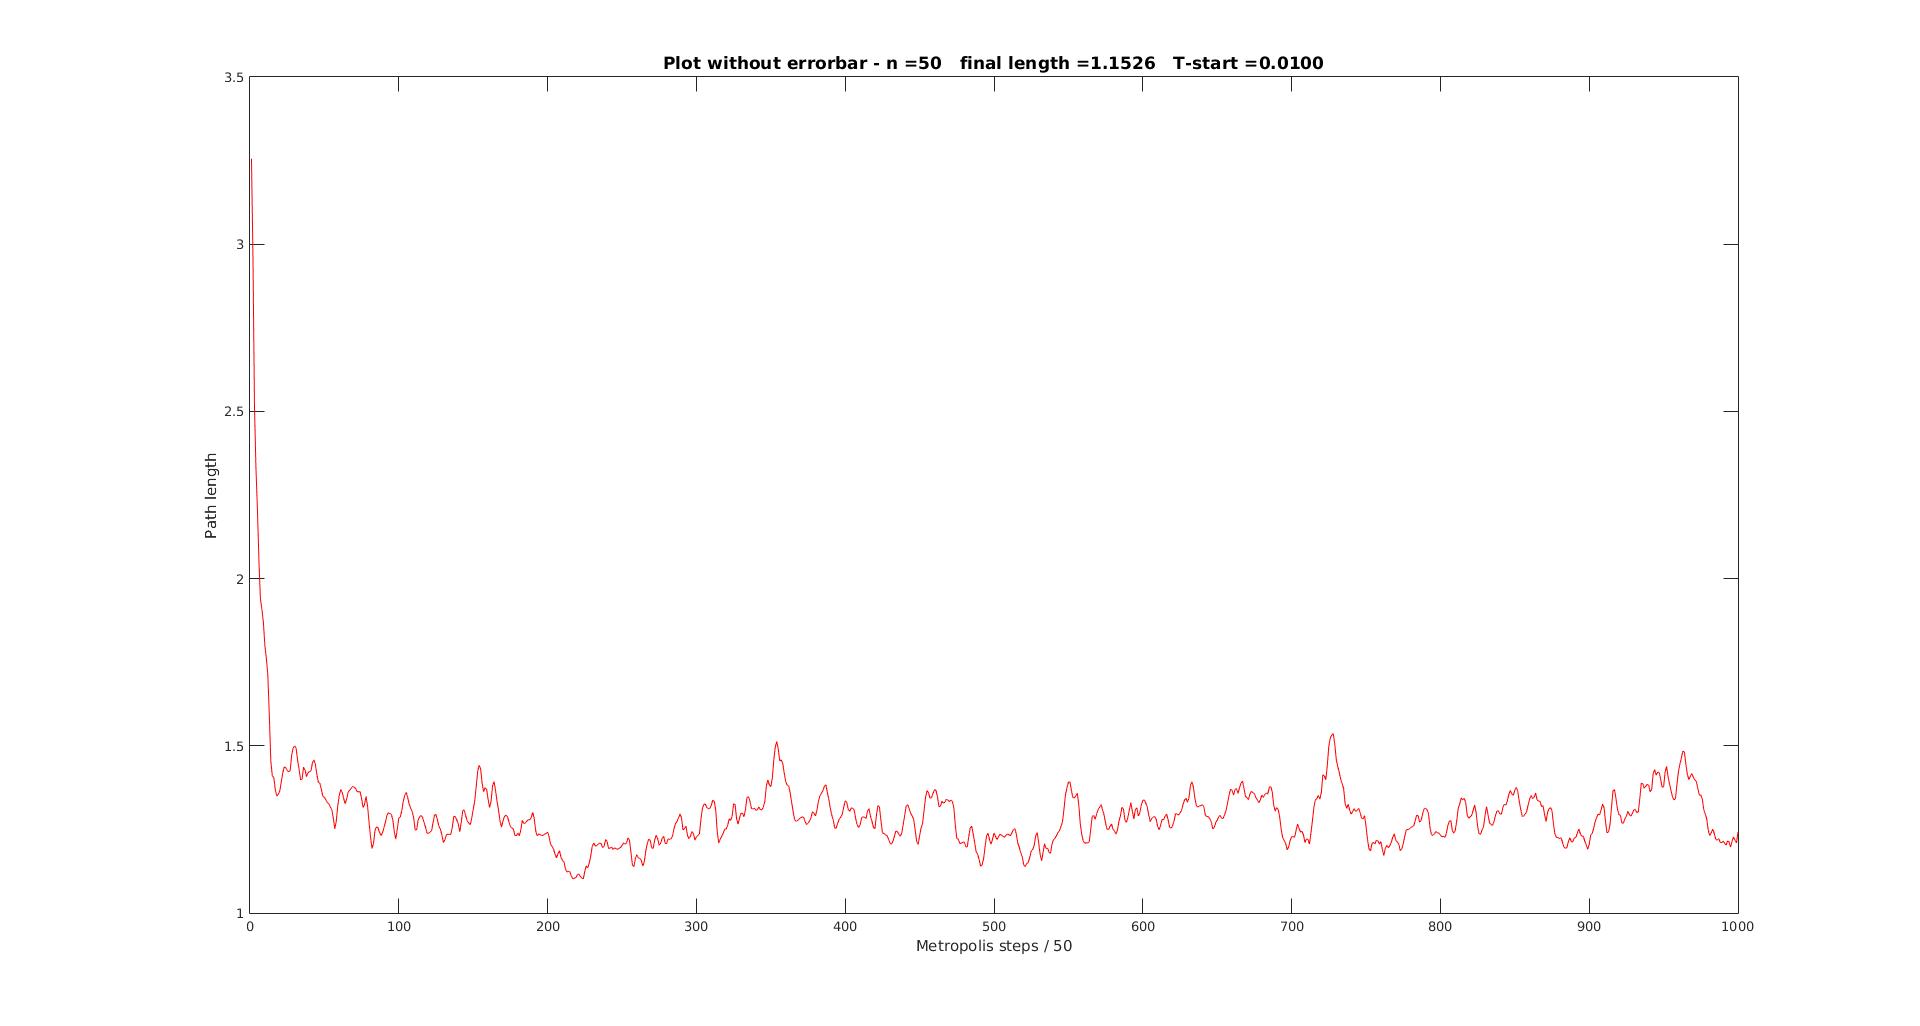 Plot without errorbar - n =50   final length =1.1526   T-start =0.0100
3.5
3
2.5
2
1.5
1
Path length
0 100 200 300 400 500 600 700 800 900 1000
Metropolis steps / 50